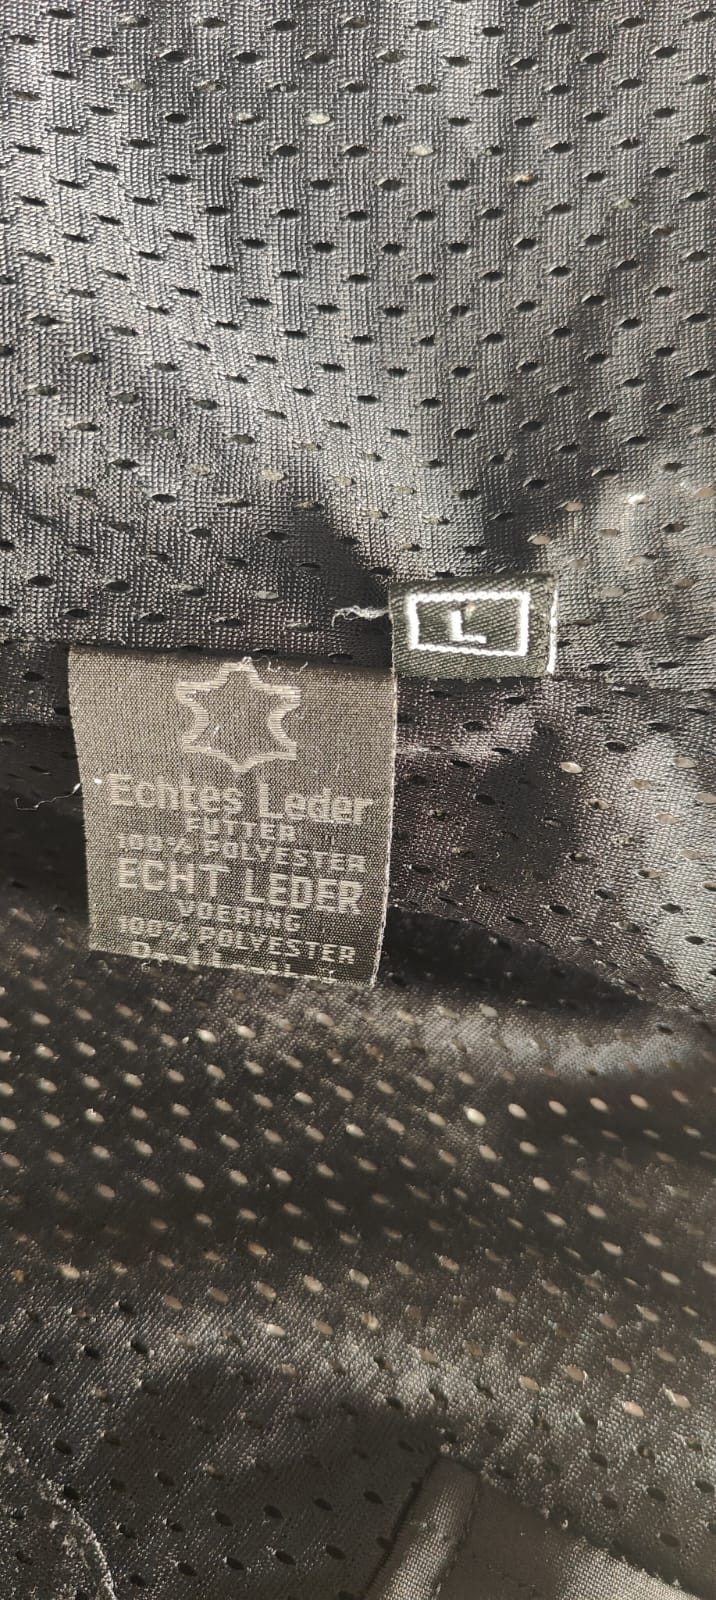 L
Echtes Leder
FUTTER
100% POLYESTER
ECHT LEDER
VOERING
100% POLYESTER